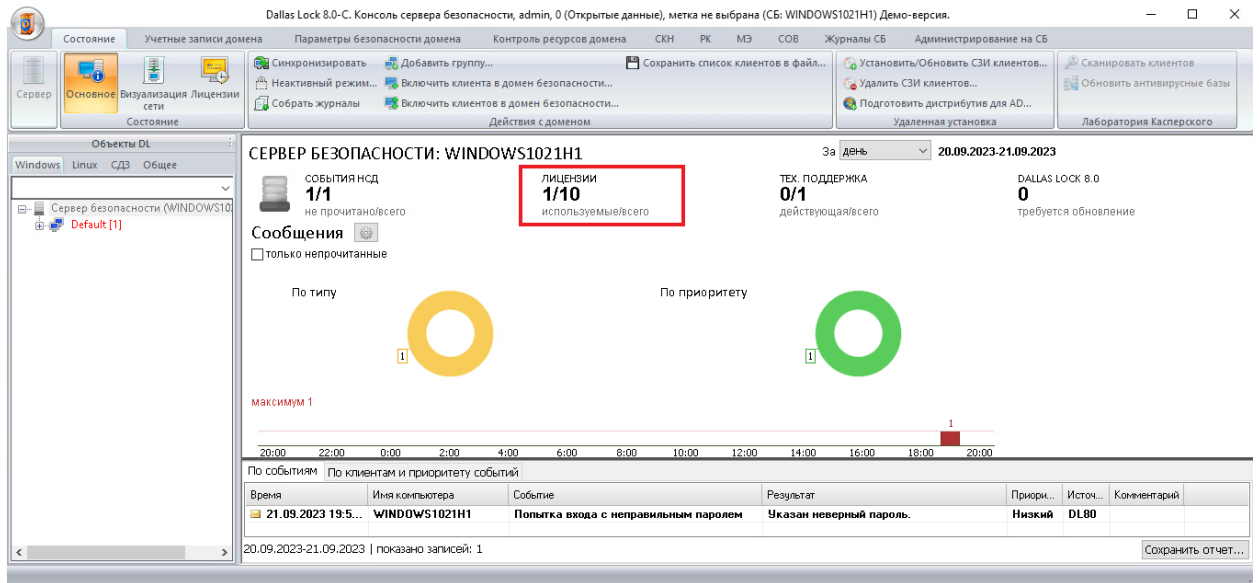 Dallas Lock 8.0-C. Консоль сервера безопасности, admin, 0 (Открытые данные), метка не выбрана (СБ: WINDOWS1021H1) Демо-версия.
Состояние Учетные записи домена Параметры безопасности домена Контроль ресурсов домена СКН РК МЭ СОВ Журналы СБ Администрирование на СБ
Сервер
Основное
Визуализация сети
Лицензии
Состояние
Синхронизировать
Неактивный режим...
Собрать журналы
Добавить группу...
Включить клиента в домен безопасности...
Включить клиентов в домен безопасности...
Сохранить список клиентов в файл...
Действия с доменом
Установить/Обновить СЗИ клиентов...
Удалить СЗИ клиентов...
Подготовить дистрибутив для AD...
Удаленная установка
Сканировать клиентов
Обновить антивирусные базы
Лаборатория Касперского
Объекты DL
Windows Linux СДЗ Общее
Сервер безопасности (WINDOWS10
Default [1]
СЕРВЕР БЕЗОПАСНОСТИ: WINDOWS1021H1
За день 20.09.2023-21.09.2023
СОБЫТИЯ НСД
1/1
не прочитано/всего
ЛИЦЕНЗИИ
1/10
используемые/всего
ТЕХ. ПОДДЕРЖКА
0/1
действующая/всего
DALLAS LOCK 8.0
0
требуется обновление
Сообщения
только непрочитанные
По типу
1
По приоритету
1
максимум 1
1
20:00 22:00 0:00 2:00 4:00 6:00 8:00 10:00 12:00 14:00 16:00 18:00 20:00
По событиям По клиентам и приоритету событий
Время Имя компьютера Событие Результат Приори... Источ... Комментарий
21.09.2023 19:5... WINDOWS1021H1 Попытка входа с неправильным паролем Указан неверный пароль. Низкий DL80
20.09.2023-21.09.2023 | показано записей: 1
Сохранить отчет...